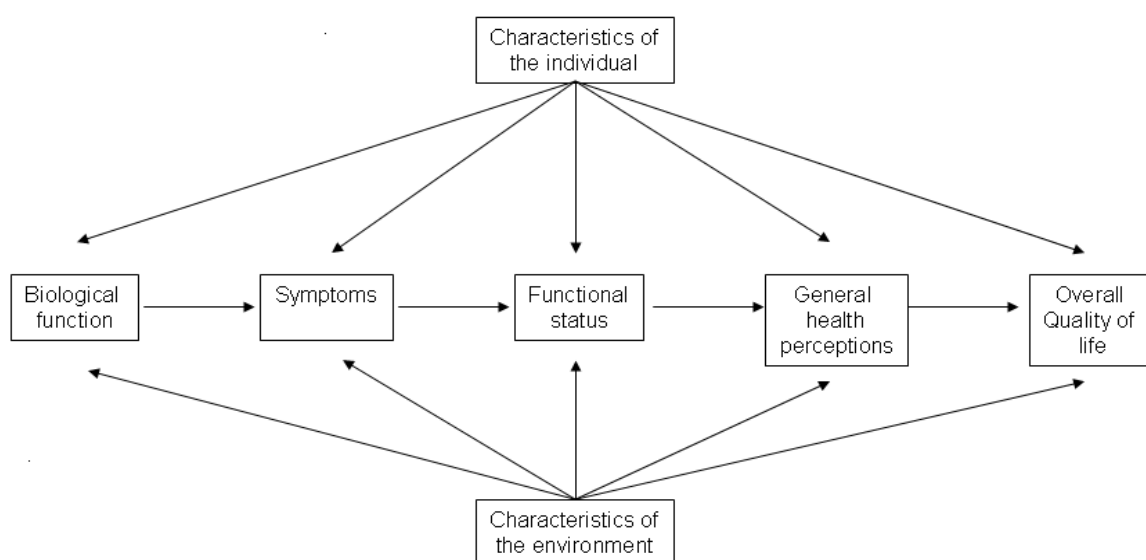 Characteristics of
the individual
Biological
function
Symptoms
Functional
status
General
health
perceptions
Overall
Quality of
life
Characteristics of
the environment